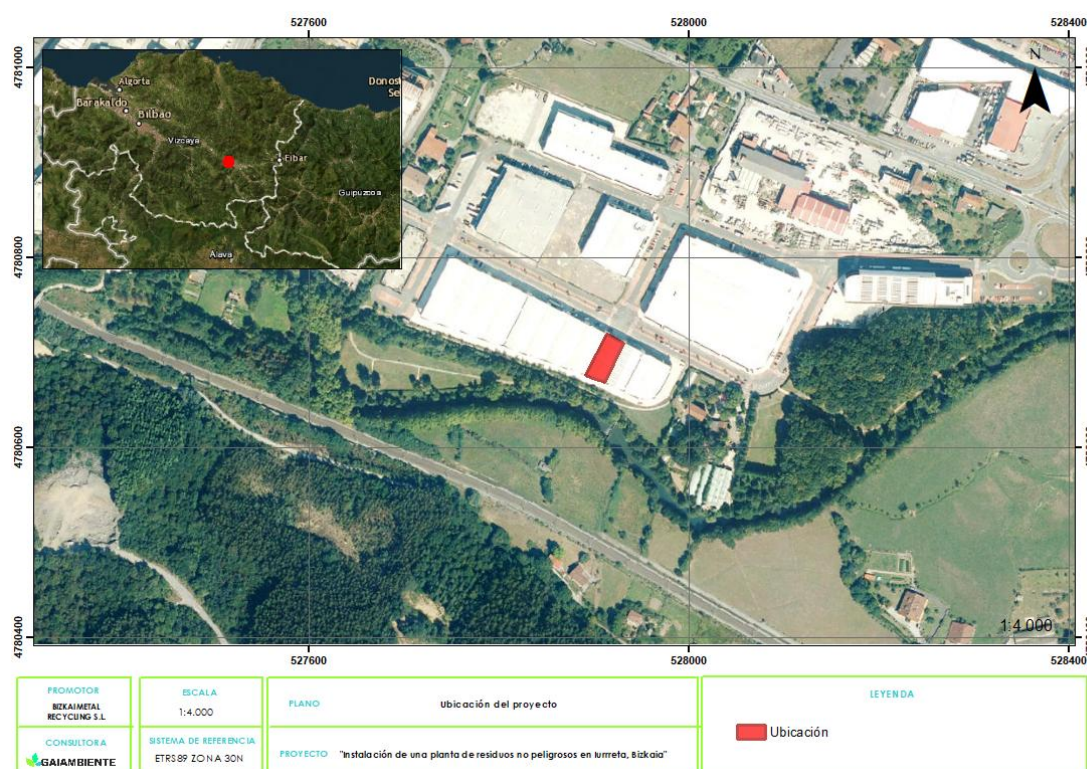 527600
528000
528400
4781000
N
Algorta
Donos
Se
Barakaldo
Bilbao
Vizcaya
Eibar
Guipuzcoa
Alava
4780800
4780600
4780400
1:4.000
527600
528000
528400
PROMOTOR
BIZKAIMETAL
RECYCLING S.L.
ESCALA
1:4.000
PLANO
Ubicación del proyecto
LEYENDA
Ubicación
CONSULTORA
GAIAMBIENTE
SISTEMA DE REFERENCIA
ETRS89 ZONA 30N
PROYECTO
"Instalación de una planta de residuos no peligrosos en Iurrreta, Bizkaia"